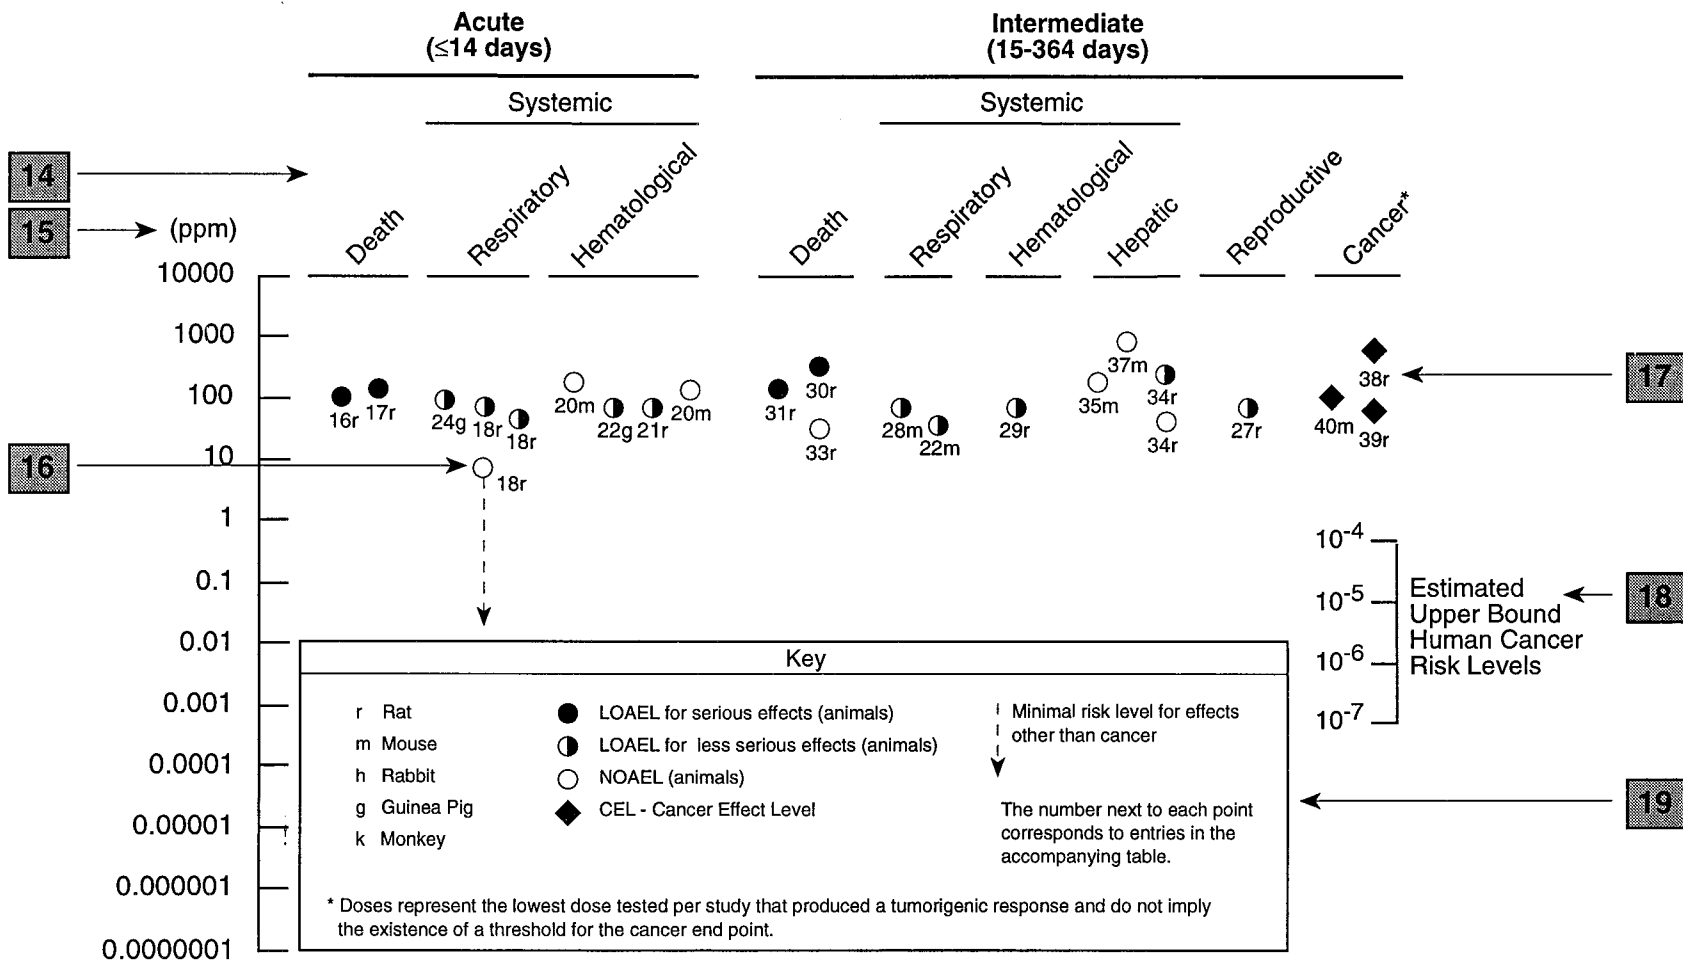 Acute
(≤14 days)
Intermediate
(15-364 days)
Systemic
Systemic
14
15
(ppm)
Death
Respiratory
Hematological
Death
Respiratory
Hematological
Hepatic
Reproductive
Cancer*
10000
1000
100
10
1
0.1
0.01
0.001
0.0001
0.00001
0.000001
0.0000001
16r
17r
24g
18r
18r
18r
20m
22g
21r
20m
31r
30r
33r
28m
22m
29r
35m
37m
34r
34r
27r
40m
38r
39r
16
17
10-4
10-5
10-6
10-7
Estimated
Upper Bound
Human Cancer
Risk Levels
18
19
Key
r Rat
m Mouse
h Rabbit
g Guinea Pig
k Monkey
LOAEL for serious effects (animals)
LOAEL for less serious effects (animals)
NOAEL (animals)
CEL - Cancer Effect Level
Minimal risk level for effects
other than cancer
The number next to each point
corresponds to entries in the
accompanying table.
* Doses represent the lowest dose tested per study that produced a tumorigenic response and do not imply
the existence of a threshold for the cancer end point.